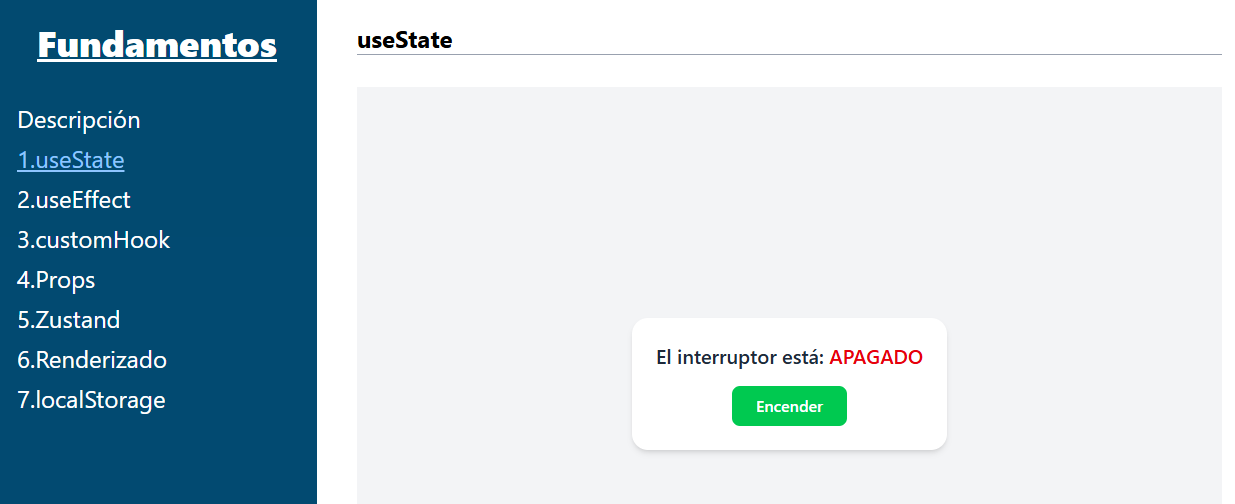 Fundamentos
Descripción
1.useState
2.useEffect
3.customHook
4.Props
5.Zustand
6.Renderizado
7.localStorage
useState
El interruptor está: APAGADO
Encender